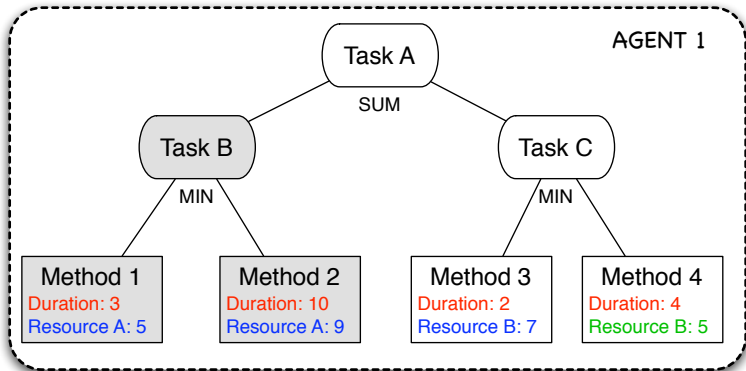 AGENT 1
Task A
SUM
Task B
Task C
MIN
MIN
Method 1
Duration: 3
Resource A: 5
Method 2
Duration: 10
Resource A: 9
Method 3
Duration: 2
Resource B: 7
Method 4
Duration: 4
Resource B: 5